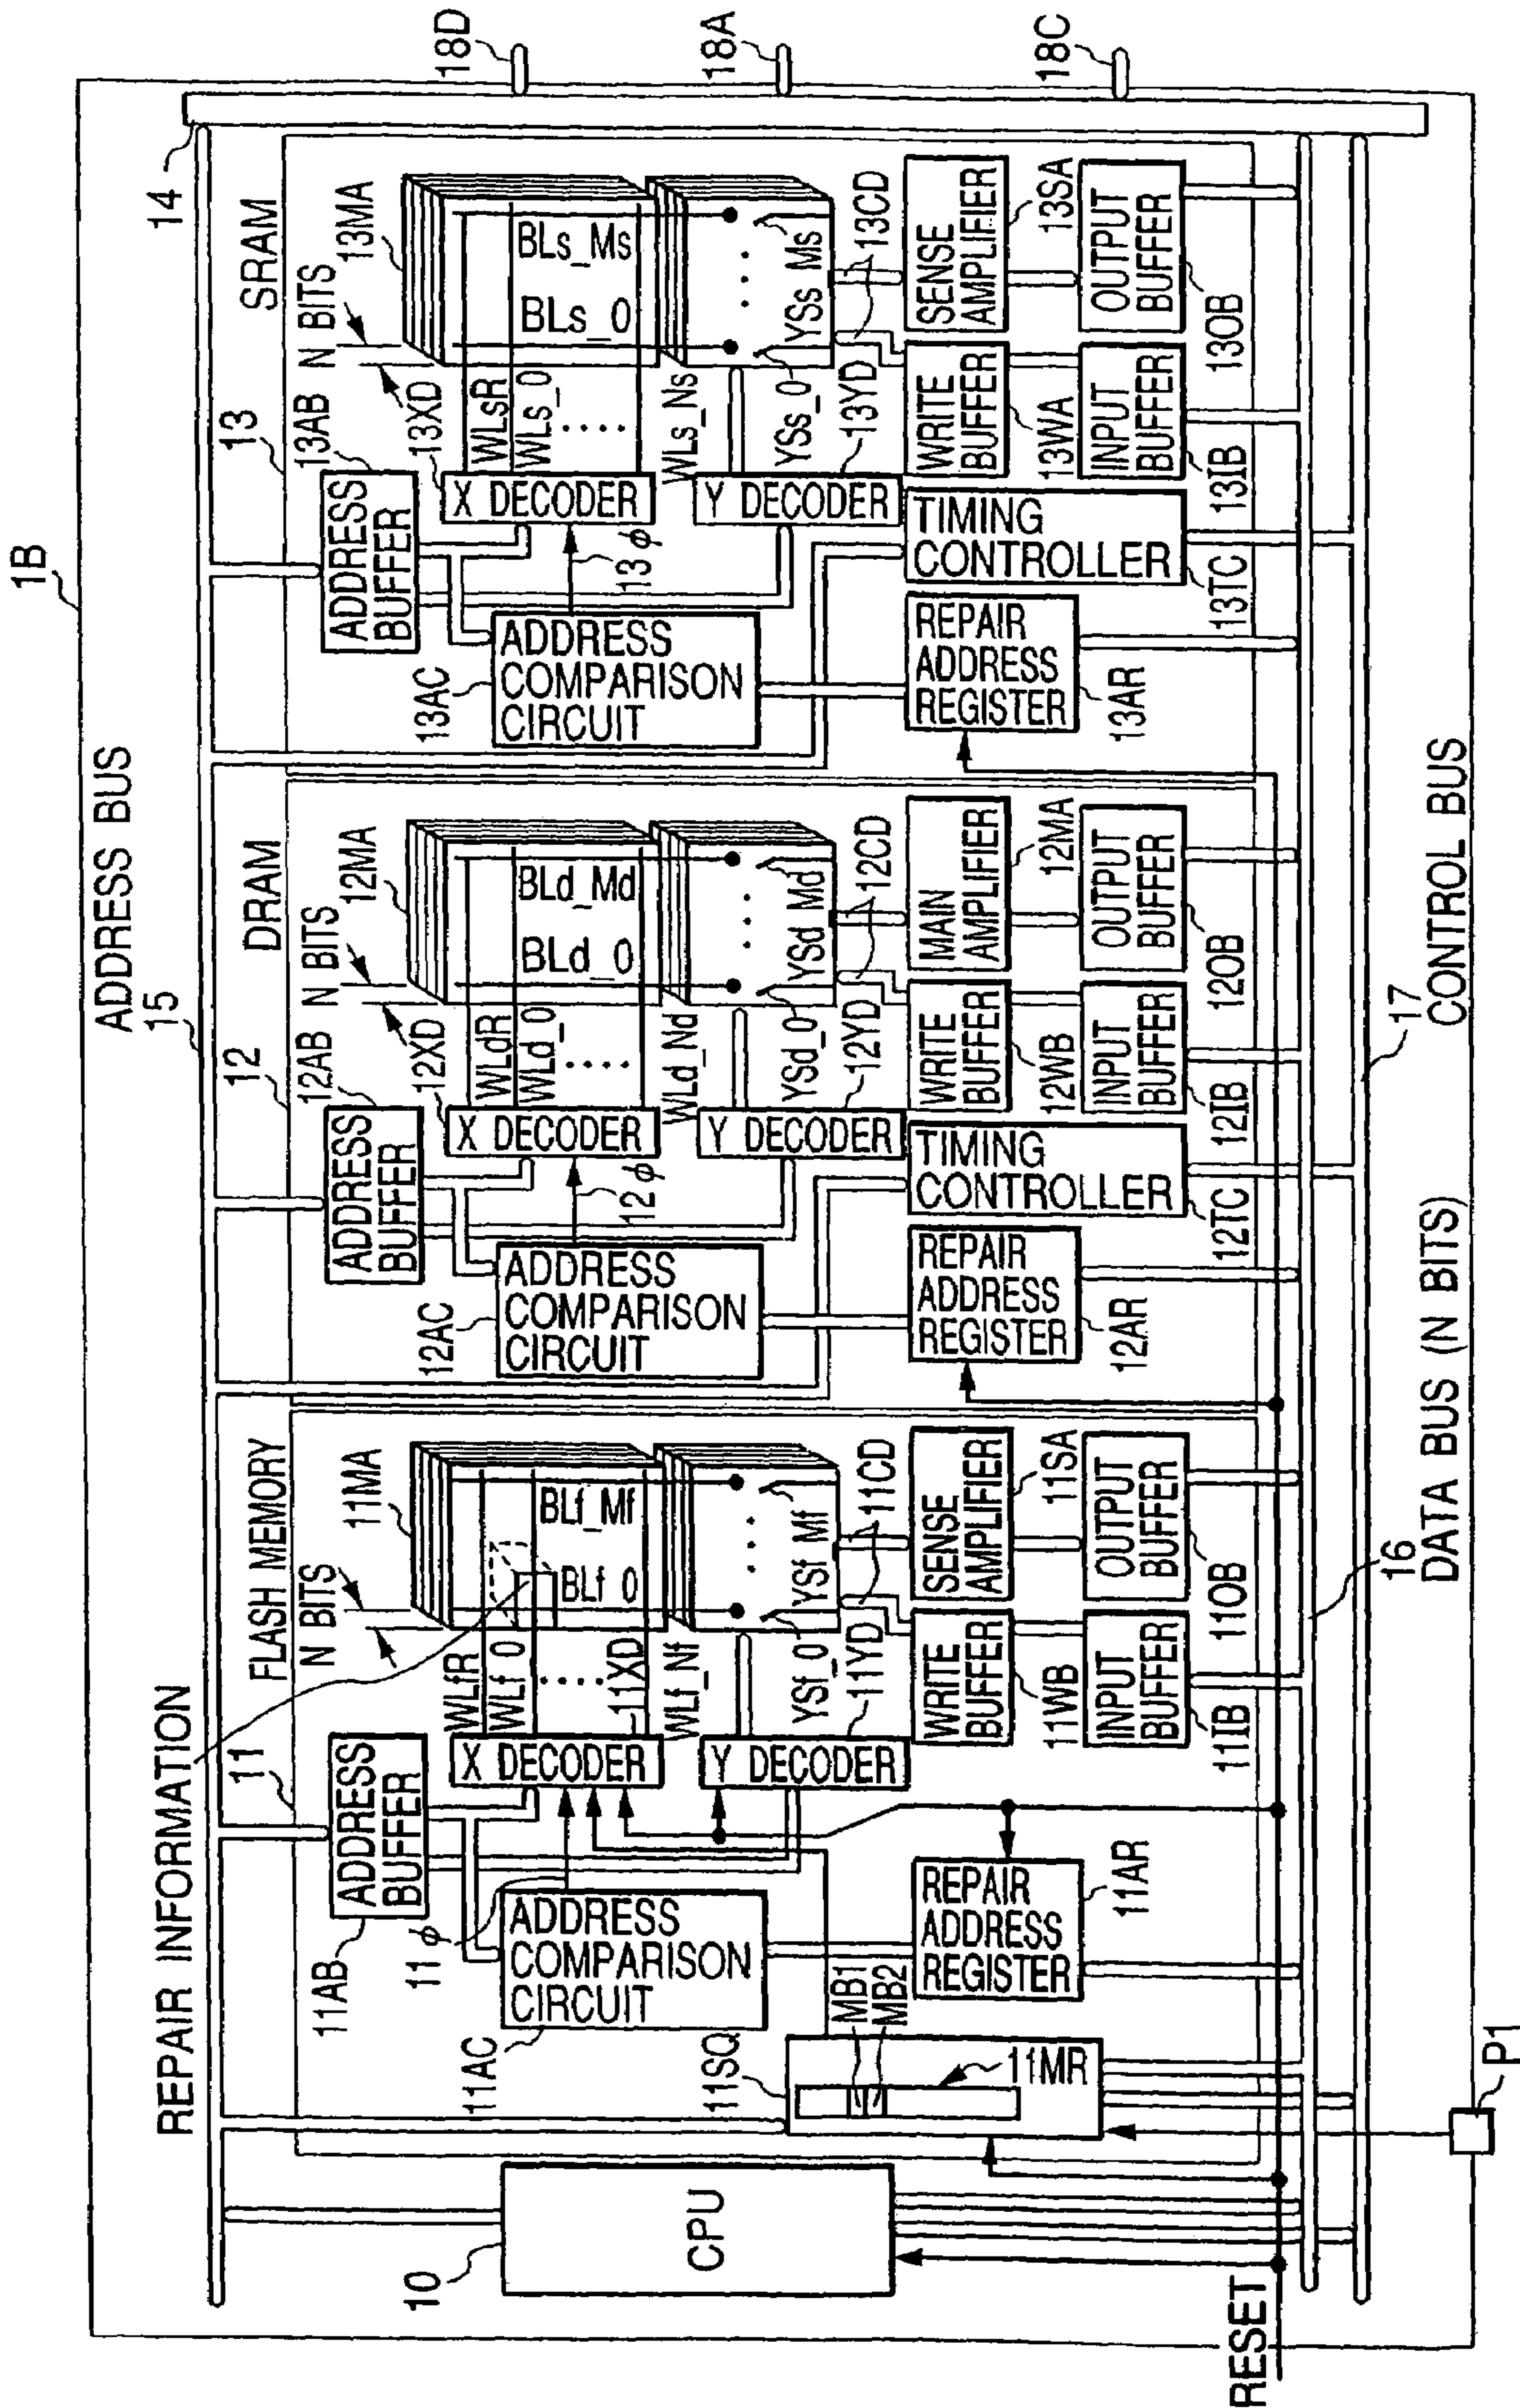 1B
ADDRESS BUS
15
14
REPAIR INFORMATION
FLASH MEMORY
N BITS
11
11AB
ADDRESS
BUFFER
11MA
WLfR
WLf_0
11XD
WLf_Nf
BLf_Mf
BLf_0
X DECODER
11φ
11AC
ADDRESS
COMPARISON
CIRCUIT
Y DECODER
11YD
YSf_0
YSf_Mf
11CD
WRITE
BUFFER
11WB
SENSE
AMPLIFIER
11SA
INPUT
BUFFER
11IB
OUTPUT
BUFFER
11OB
REPAIR
ADDRESS
REGISTER
11AR
11SQ
MB1
MB2
11MR
10
CPU
RESET
P1
DRAM
N BITS
12
12AB
ADDRESS
BUFFER
12MA
12XD
WLdR
WLd_0
WLd_Nd
BLd_Md
BLd_0
X DECODER
12φ
12AC
ADDRESS
COMPARISON
CIRCUIT
Y DECODER
12YD
YSd_0
YSd_Md
12CD
WRITE
BUFFER
12WB
MAIN
AMPLIFIER
12MA
INPUT
BUFFER
12IB
OUTPUT
BUFFER
12OB
TIMING
CONTROLLER
12TC
REPAIR
ADDRESS
REGISTER
12AR
SRAM
N BITS
13
13AB
ADDRESS
BUFFER
13MA
13XD
WLsR
WLs_0
WLs_Ns
BLs_Ms
BLs_0
X DECODER
13φ
13AC
ADDRESS
COMPARISON
CIRCUIT
Y DECODER
13YD
YSs_0
YSs_Ms
13CD
WRITE
BUFFER
13WA
SENSE
AMPLIFIER
13SA
INPUT
BUFFER
13IB
OUTPUT
BUFFER
13OB
TIMING
CONTROLLER
13TC
REPAIR
ADDRESS
REGISTER
13AR
18D
18A
18C
16
DATA BUS (N BITS)
17
CONTROL BUS